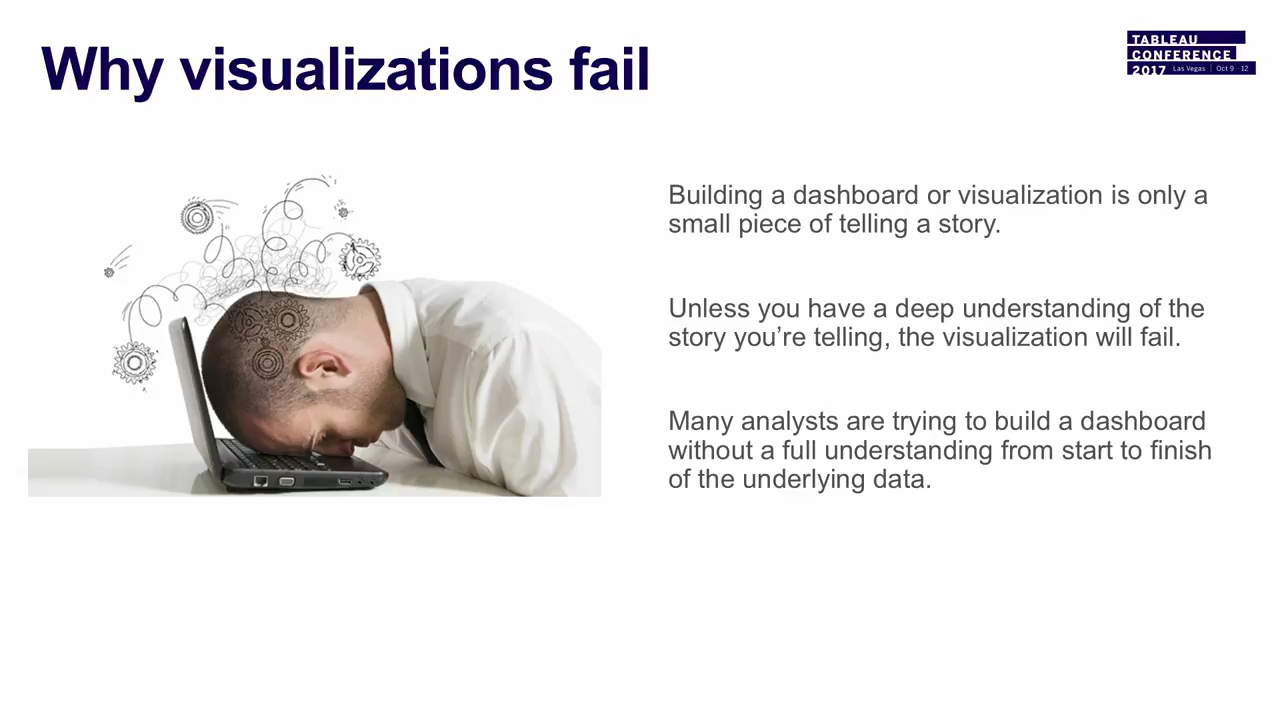 Why visualizations fail
TABLEAU
CONFERENCE
2017 Las Vegas | Oct 9 - 12
Building a dashboard or visualization is only a
small piece of telling a story.
Unless you have a deep understanding of the
story you’re telling, the visualization will fail.
Many analysts are trying to build a dashboard
without a full understanding from start to finish
of the underlying data.